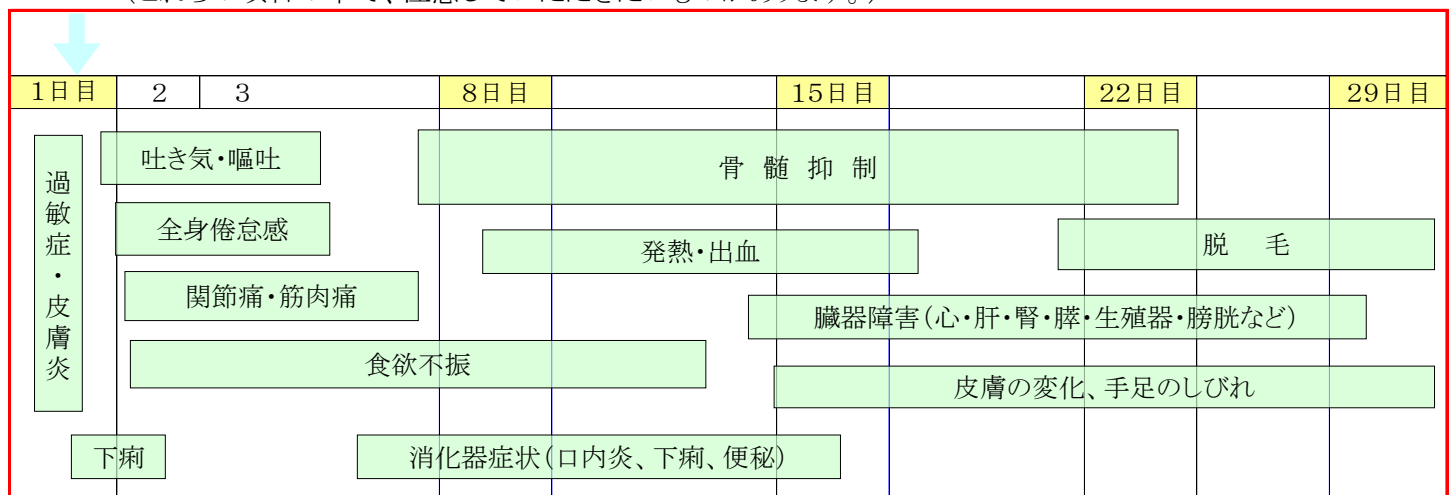 1日目 2 3 8日目 15日目 22日目 29日目
過敏症・皮膚炎
吐き気・嘔吐
骨 髄 抑 制
全身倦怠感
発熱・出血
脱 毛
関節痛・筋肉痛
臓器障害(心・肝・腎・膵・生殖器・膀胱など)
食欲不振
皮膚の変化、手足のしびれ
下痢
消化器症状(口内炎、下痢、便秘)